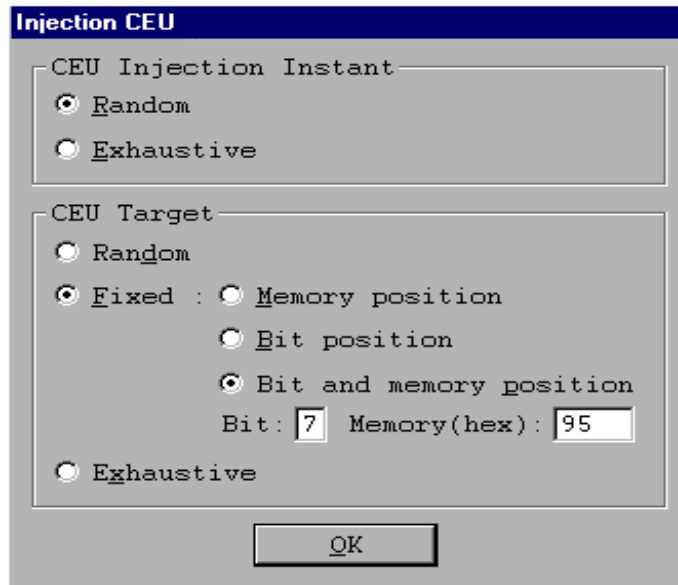 Injection CEU
CEU Injection Instant
Random
Exhaustive
CEU Target
Random
Fixed : Memory position
Bit position
Bit and memory position
Bit: 7 Memory(hex): 95
Exhaustive
OK